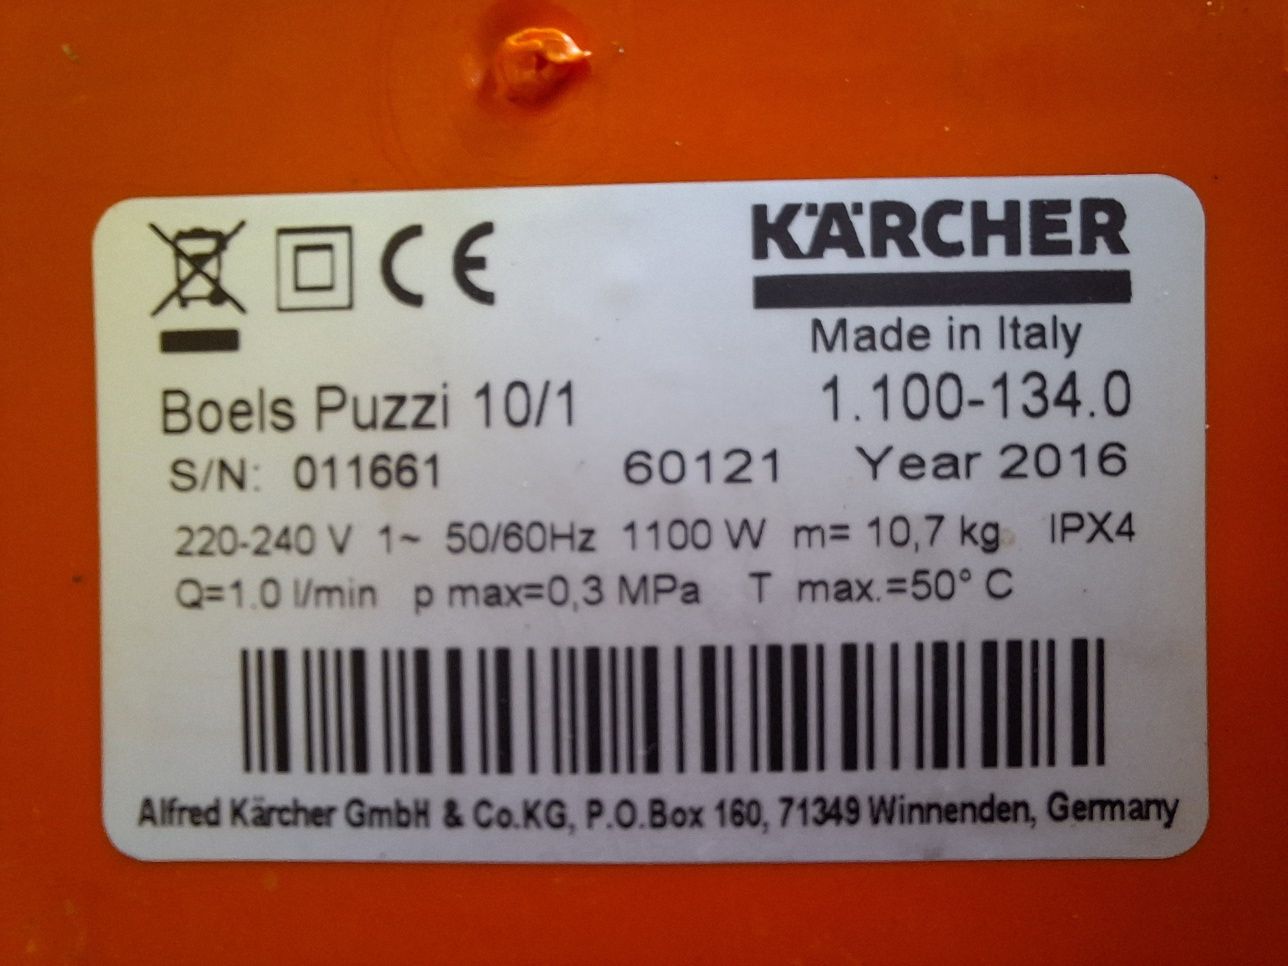 CE
KÄRCHER
Made in Italy
Boels Puzzi 10/1 1.100-134.0
S/N: 011661 60121 Year 2016
220-240 V 1~ 50/60Hz 1100 W m= 10,7 kg IPX4
Q=1.0 l/min p max=0,3 MPa T max.=50° C
Alfred Kärcher GmbH & Co.KG, P.O.Box 160, 71349 Winnenden, Germany